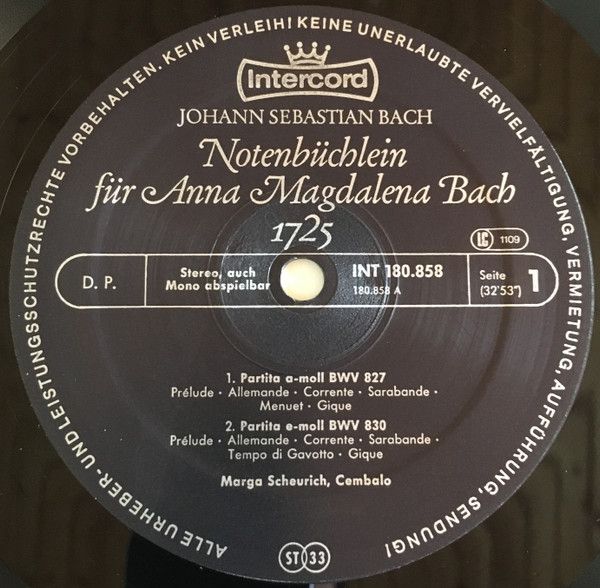 ALLE URHEBER- UND LEISTUNGSSCHUTZRECHTE VORBEHALTEN. KEIN VERLEIH! KEINE UNERLAUBTE VERVIELFÄLTIGUNG, VERMIETUNG, AUFFÜHRUNG, SENDUNG!
Intercord
JOHANN SEBASTIAN BACH
Notenbüchlein
für Anna Magdalena Bach
1725
LC 1109
D. P.
Stereo, auch
Mono abspielbar
INT 180.858
180.858 A
Seite
(32'53")
1
1. Partita a-moll BWV 827
Prélude · Allemande · Corrente · Sarabande ·
Menuet · Gique
2. Partita e-moll BWV 830
Prélude · Allemande · Corrente · Sarabande ·
Tempo di Gavotto · Gique
Marga Scheurich, Cembalo
ST 33